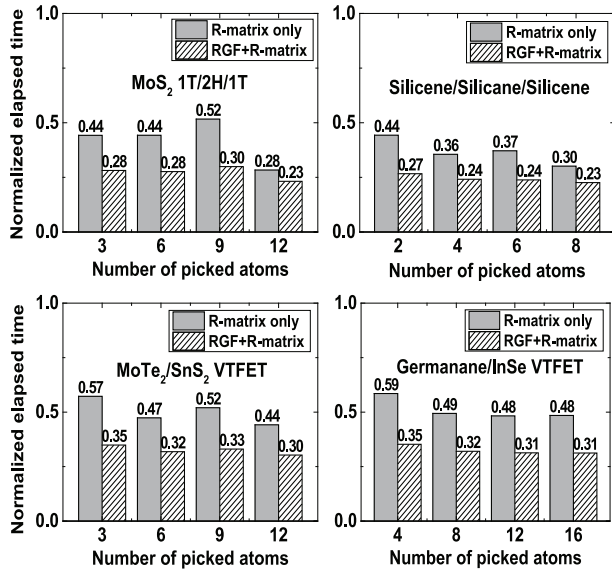 Normalized elapsed time
1.0
0.5
0.0
R-matrix only
RGF+R-matrix
MoS2 1T/2H/1T
0.44 0.28 0.44 0.28 0.52 0.30 0.28 0.23
3 6 9 12
Number of picked atoms
1.0
0.5
0.0
R-matrix only
RGF+R-matrix
Silicene/Silicane/Silicene
0.44 0.27 0.36 0.24 0.37 0.24 0.30 0.23
2 4 6 8
Number of picked atoms
Normalized elapsed time
1.0
0.5
0.0
R-matrix only
RGF+R-matrix
MoTe2/SnS2 VTFET
0.57 0.35 0.47 0.32 0.52 0.33 0.44 0.30
3 6 9 12
Number of picked atoms
1.0
0.5
0.0
R-matrix only
RGF+R-matrix
Germanane/InSe VTFET
0.59 0.35 0.49 0.32 0.48 0.31 0.48 0.31
4 8 12 16
Number of picked atoms